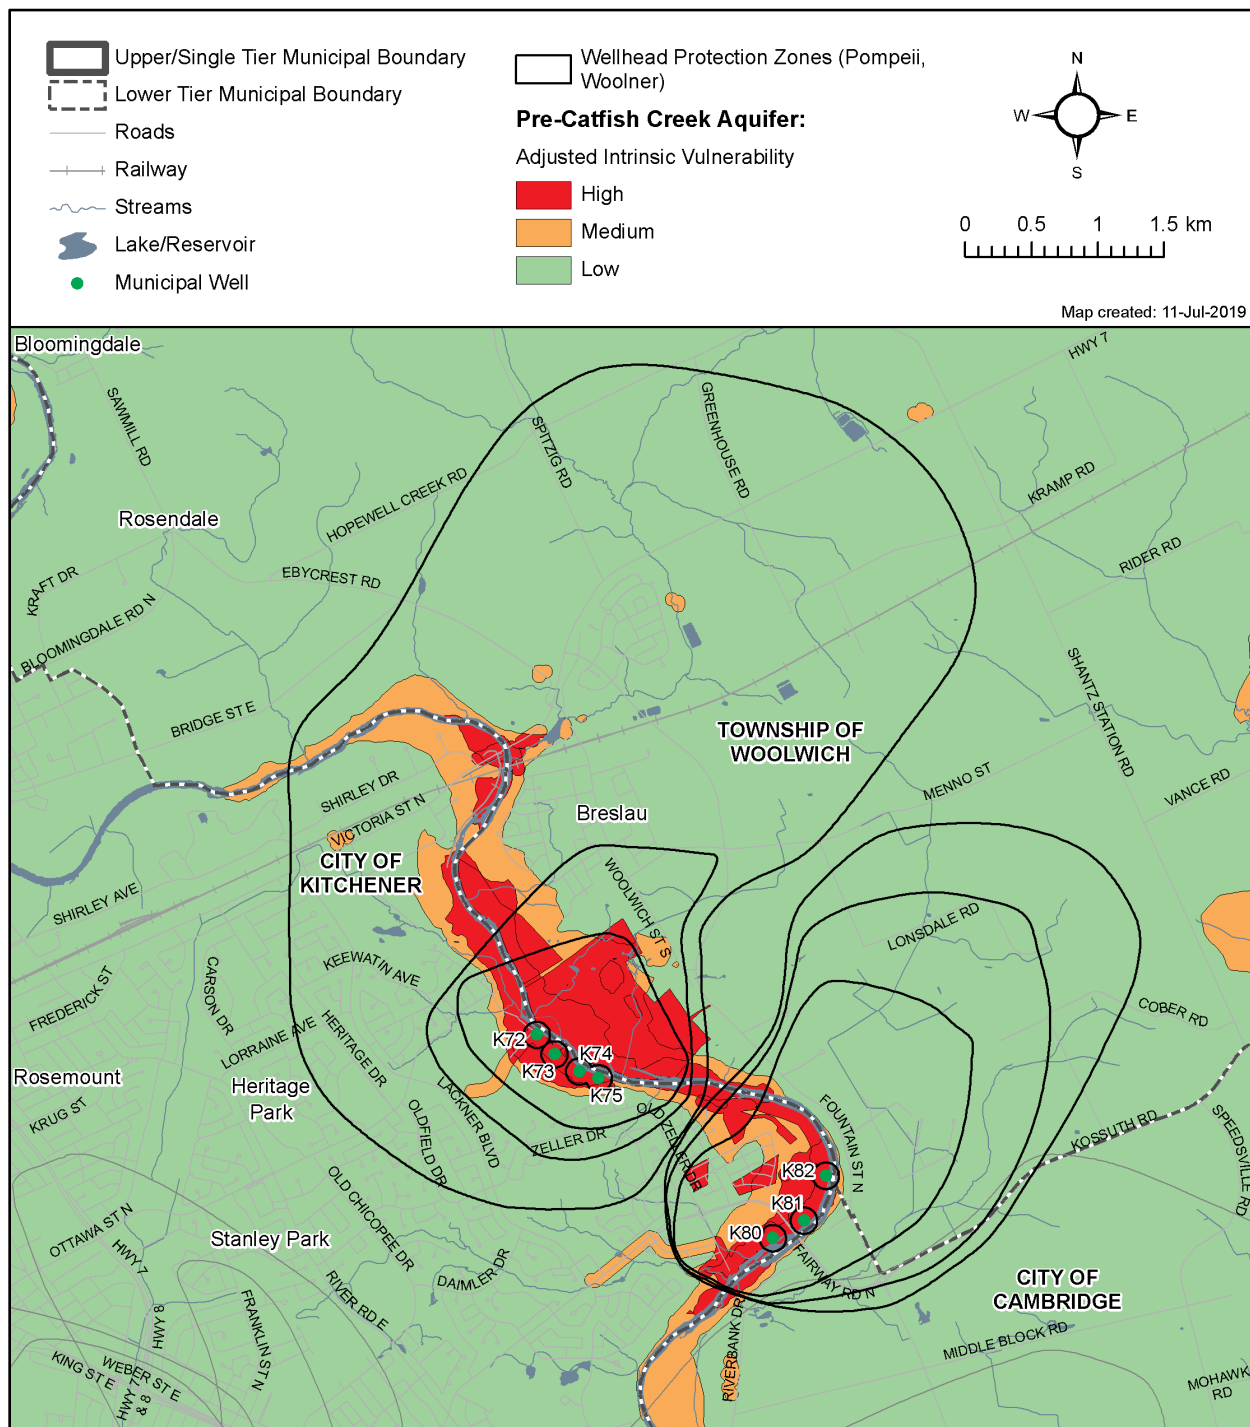 Upper/Single Tier Municipal Boundary
Lower Tier Municipal Boundary
Roads
Railway
Streams
Lake/Reservoir
Municipal Well
Wellhead Protection Zones (Pompeii,
Woolner)
Pre-Catfish Creek Aquifer:
Adjusted Intrinsic Vulnerability
High
Medium
Low
N
W E
S
0 0.5 1 1.5 km
Map created: 11-Jul-2019
Bloomingdale
HWY 7
SAWMILL RD
SPITZIG RD
GREENHOUSE RD
HOPEWELL CREEK RD
KRAMP RD
Rosendale
RIDER RD
EBYCREST RD
KRAFT DR
BLOOMINGDALE RD N
SHANTZ STATION RD
BRIDGE ST E
TOWNSHIP OF
WOOLWICH
SHIRLEY DR
MENNO ST
VANCE RD
VICTORIA ST N
Breslau
CITY OF
KITCHENER
WOOLWICH ST S
SHIRLEY AVE
LONSDALE RD
KEEWATIN AVE
FREDERICK ST
CARSON DR
COBER RD
LORRAINE AVE
HERITAGE DR
K72
K73
K74
K75
Rosemount
Heritage
Park
LACKNER BLVD
OLDFIELD DR
ZELLER DR
OLD ZELLER DR
FOUNTAIN ST N
KOSSUTH RD
SPEEDSVILLE RD
KRUG ST
K82
K81
K80
OLD CHICOPEE DR
OTTAWA ST N
HWY 7
Stanley Park
DAIMLER DR
RIVER RD E
FAIRWAY RD N
CITY OF
CAMBRIDGE
HWY 8
FRANKLIN ST N
RIVERBANK DR
MIDDLE BLOCK RD
KING ST E
WEBER ST E
HWY 7
& 8
MOHAWK
RD